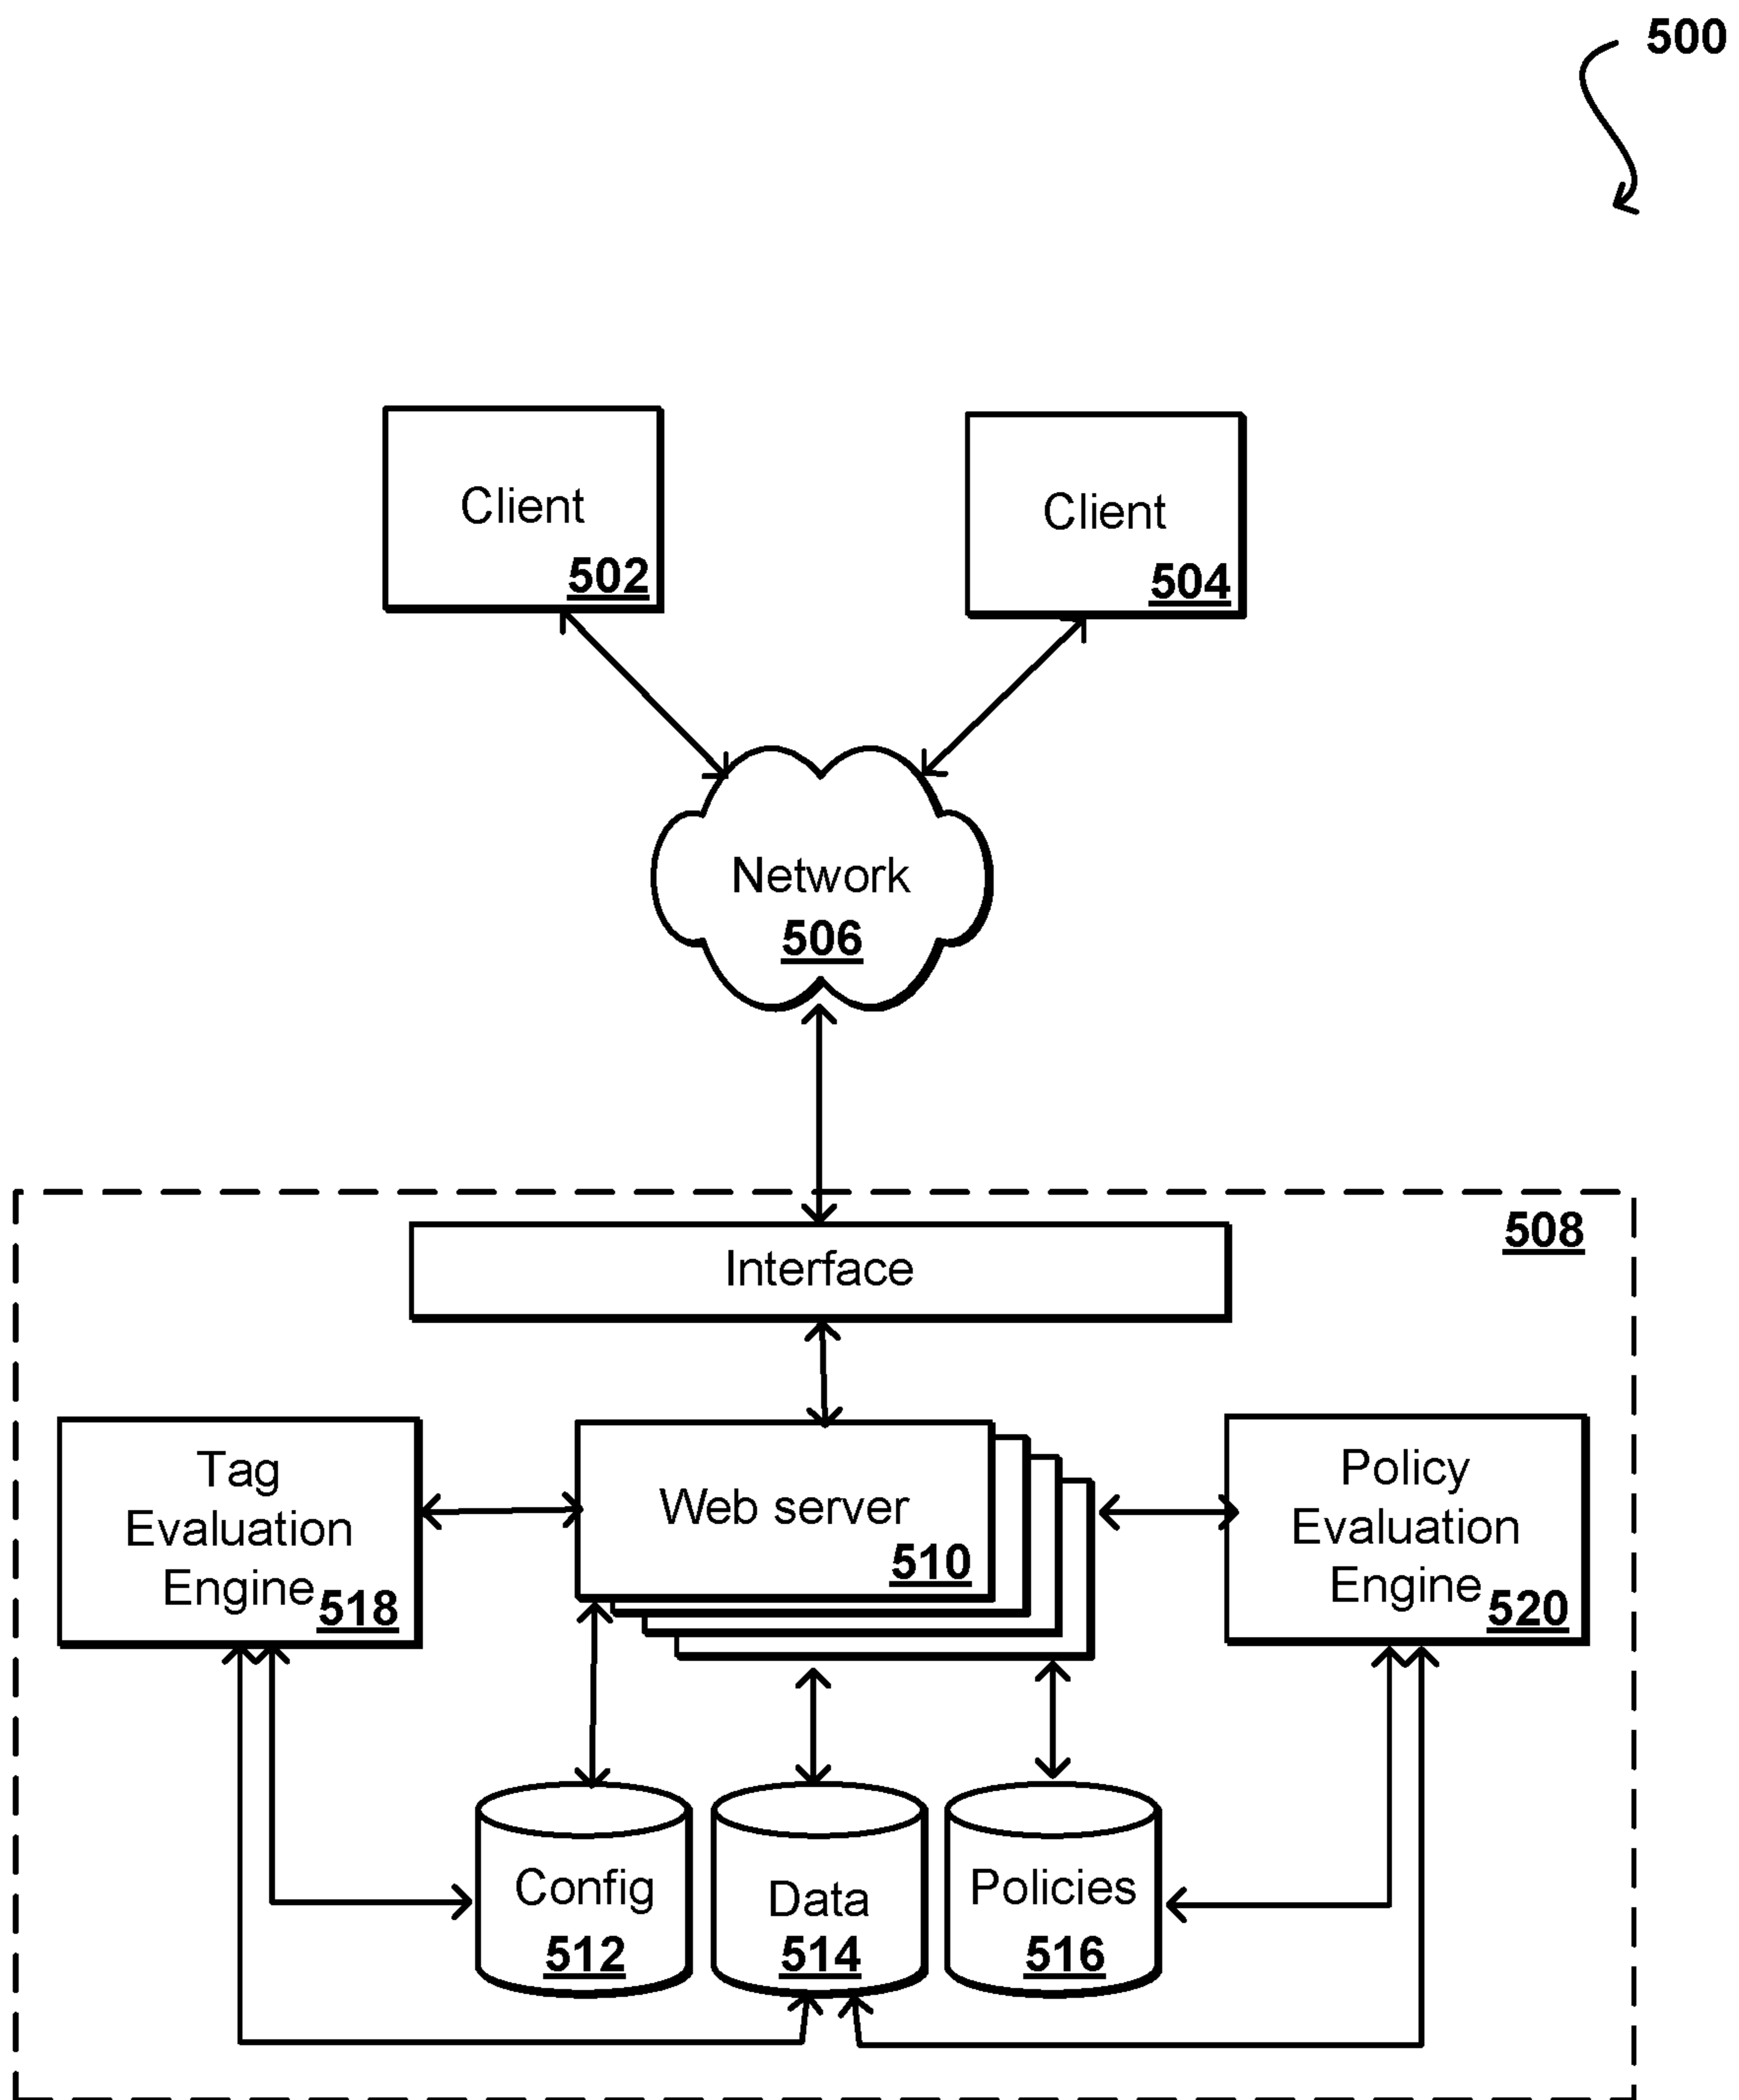 500
Client
502
Client
504
Network
506
508
Interface
Tag
Evaluation
Engine 518
Web server
510
Policy
Evaluation
Engine 520
Config
512
Data
514
Policies
516